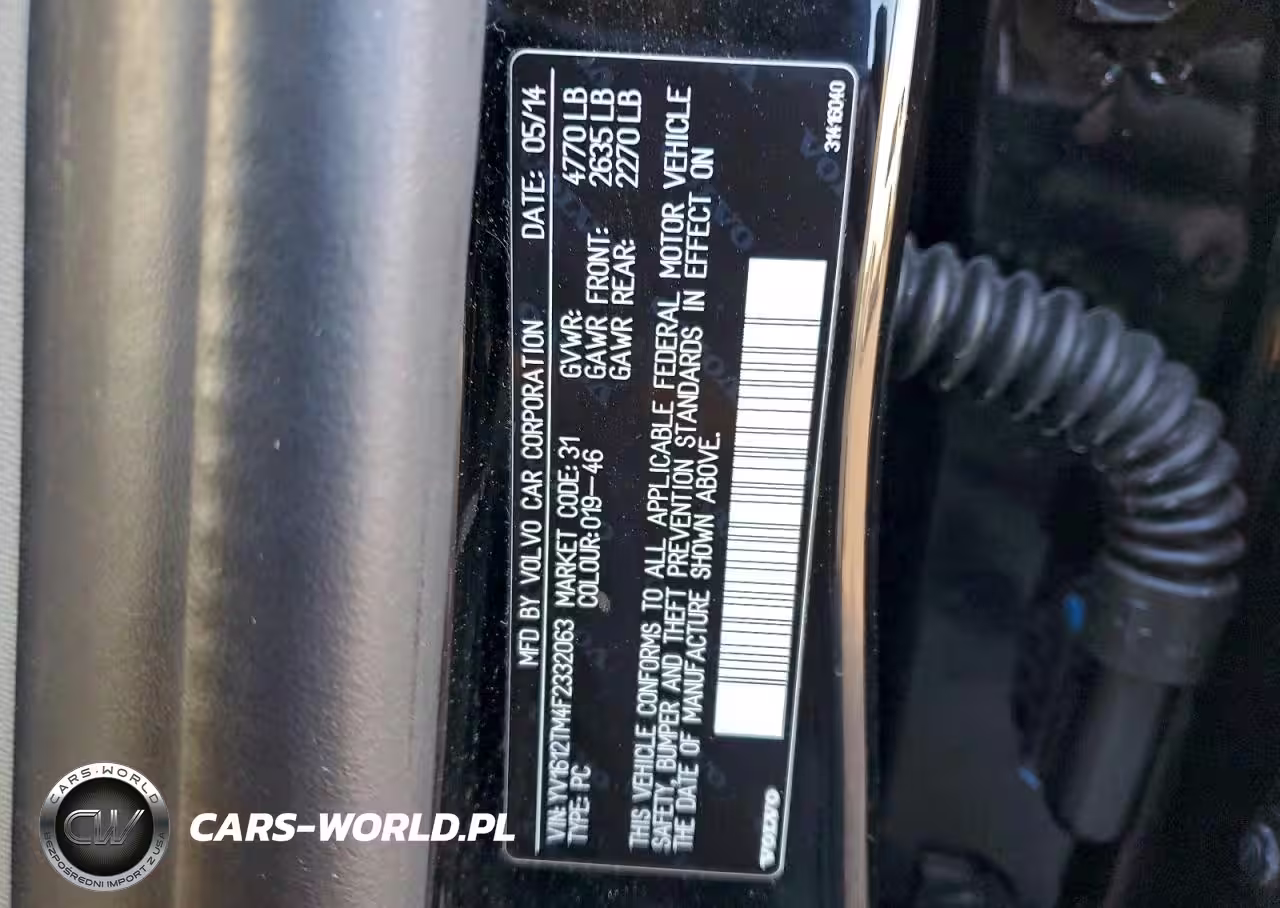 MFD BY VOLVO CAR CORPORATION DATE: 05/14
VIN: YV1612TM4F2332063 MARKET CODE: 31 GVWR: 4770 LB
TYPE: PC COLOUR: 019-46 GAWR FRONT: 2635 LB
GAWR REAR: 2270 LB
THIS VEHICLE CONFORMS TO ALL APPLICABLE FEDERAL MOTOR VEHICLE
SAFETY, BUMPER AND THEFT PREVENTION STANDARDS IN EFFECT ON
THE DATE OF MANUFACTURE SHOWN ABOVE.
VOLVO
31416040
CARS-WORLD
CW
BEZPOŚREDNI IMPORT Z USA
CARS-WORLD.PL